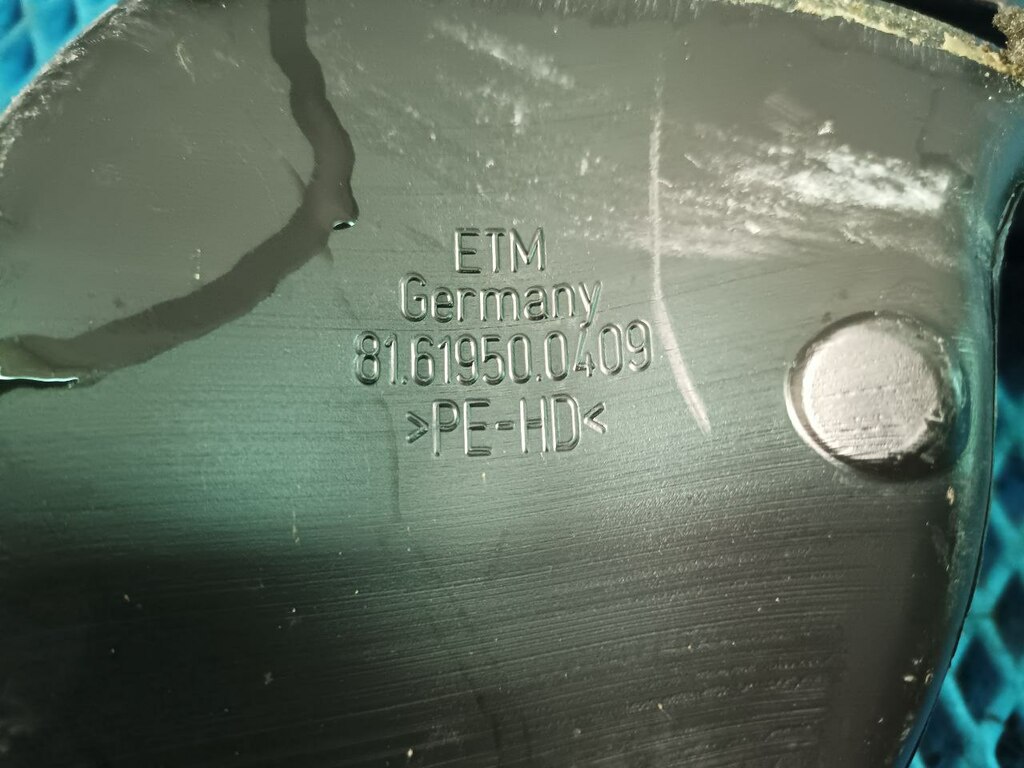 ETM
Germany
81.61950.0409
>PE-HD<